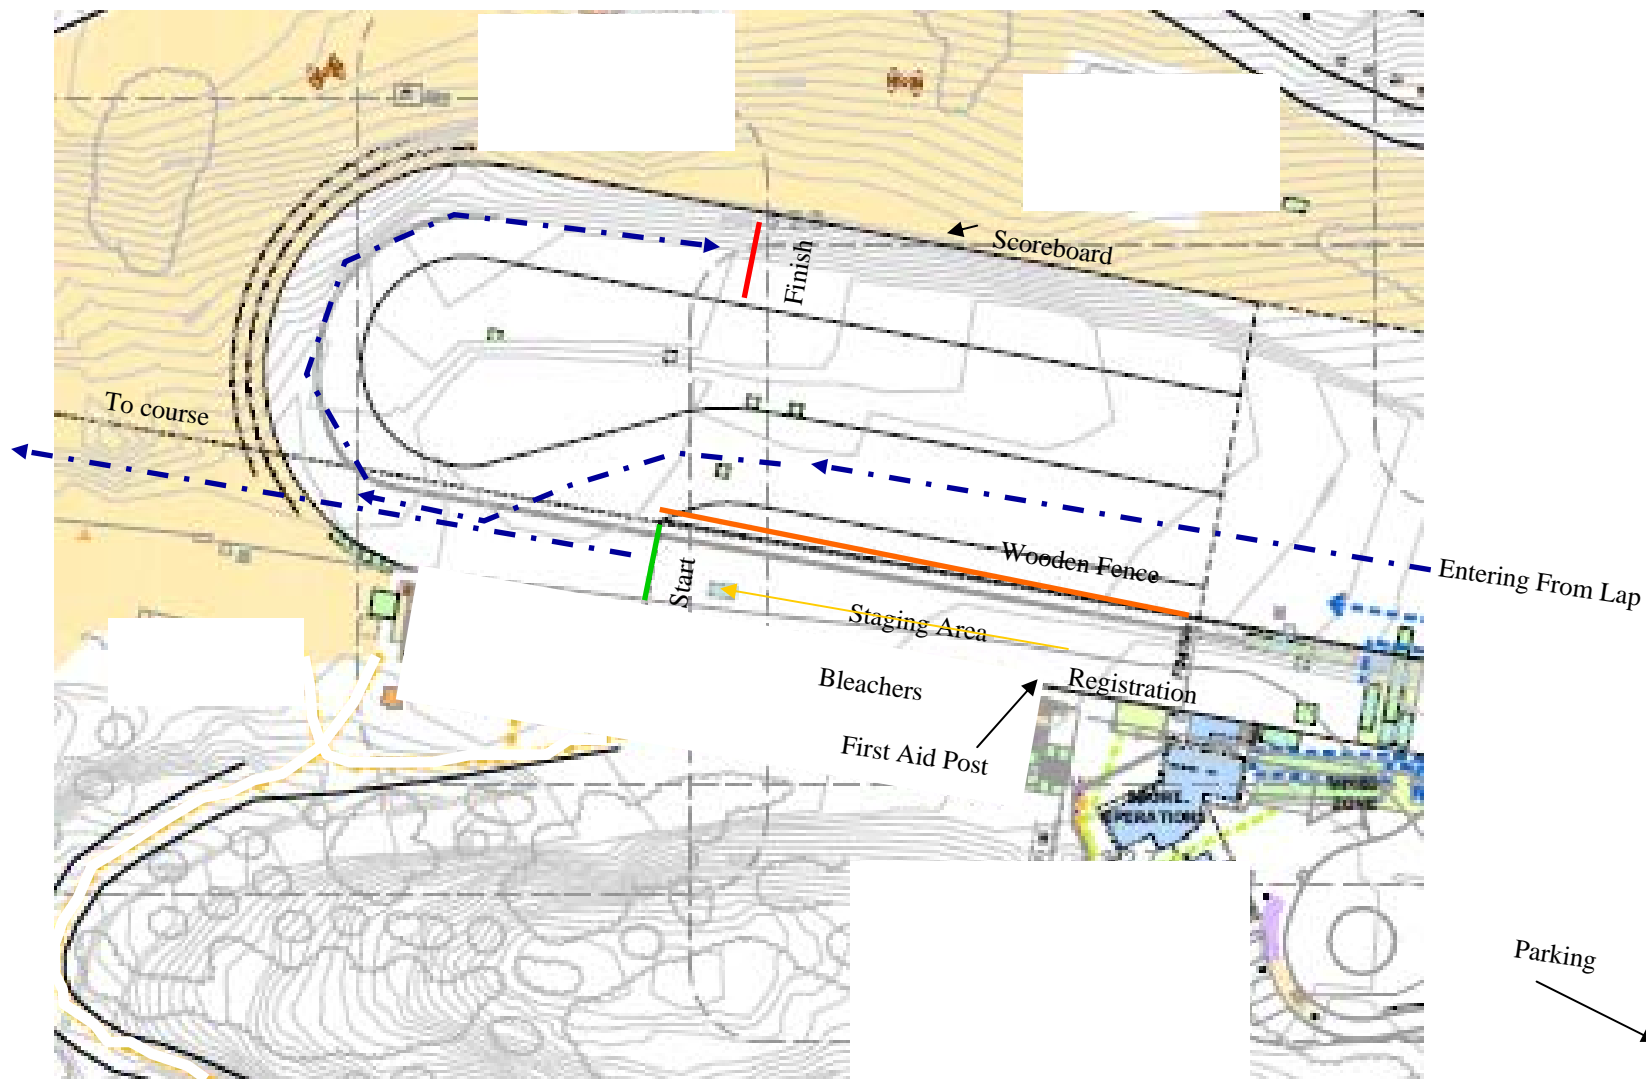 Scoreboard
Finish
To course
Wooden Fence
Entering From Lap
Start
Staging Area
Bleachers
Registration
First Aid Post
Parking